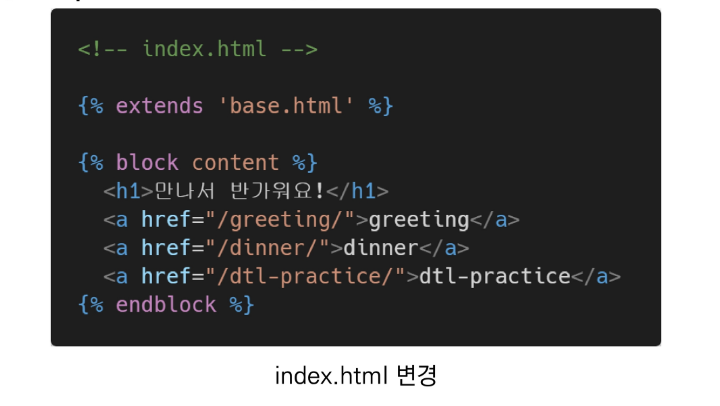 <!-- index.html -->
{% extends 'base.html' %}
{% block content %}
<h1>만나서 반가워요!</h1>
<a href="/greeting/">greeting</a>
<a href="/dinner/">dinner</a>
<a href="/dtl-practice/">dtl-practice</a>
{% endblock %}
index.html 변경